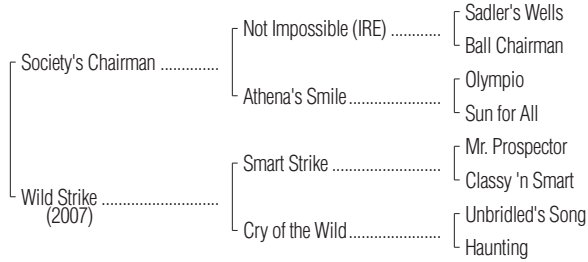 Sadler's Wells
Not Impossible (IRE) ............
Ball Chairman
Society's Chairman ..............
Olympio
Athena's Smile ......................
Sun for All
Mr. Prospector
Smart Strike ..........................
Classy 'n Smart
Wild Strike ............................
(2007)
Unbridled's Song
Cry of the Wild ......................
Haunting